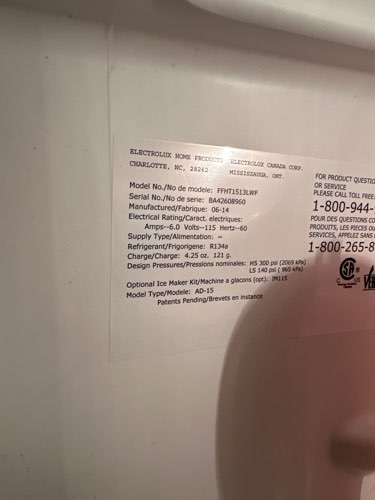 ELECTROLUX HOME PRODUCTS ELECTROLUX CANADA CORP.
CHARLOTTE, NC, 28262 MISSISSAUGA, ONT.
Model No./No de modele: FFHT1513LWF
Serial No./No de serie: BA42608960
Manufactured/Fabrique: 06-14
Electrical Rating/Caract. electriques:
Amps--6.0 Volts--115 Hertz--60
Supply Type/Alimentation: ~
Refrigerant/Frigorigene: R134a
Charge/Charge: 4.25 oz. 121 g.
Design Pressures/Pressions nominales: HS 300 psi (2069 kPa)
LS 140 psi ( 965 kPa)
Optional Ice Maker Kit/Machine a glacons (opt): IM115
Model Type/Modele: AD-15
Patents Pending/Brevets en instance
FOR PRODUCT QUESTIO
OR SERVICE
PLEASE CALL TOLL FREE
1-800-944-
POUR DES QUESTIONS CO
PRODUITS, LES PIECES OU
SERVICES, APPELEZ SANS
1-800-265-8